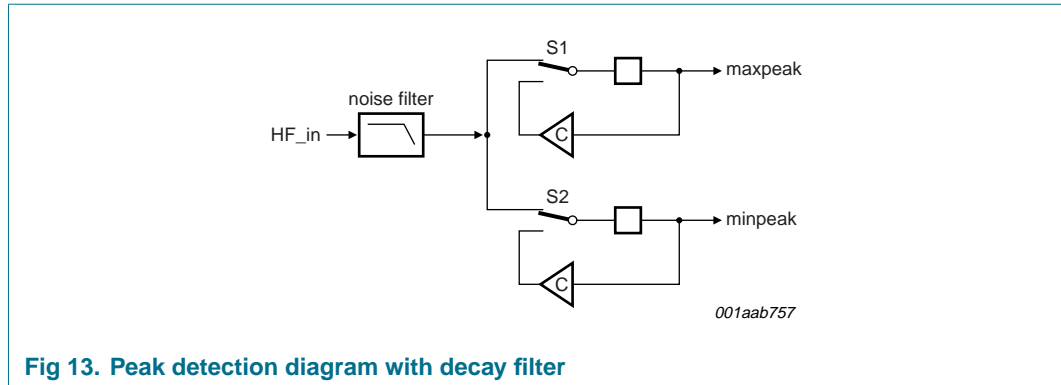 S1
maxpeak
noise filter
HF_in
C
S2
minpeak
C
001aab757
Fig 13. Peak detection diagram with decay filter